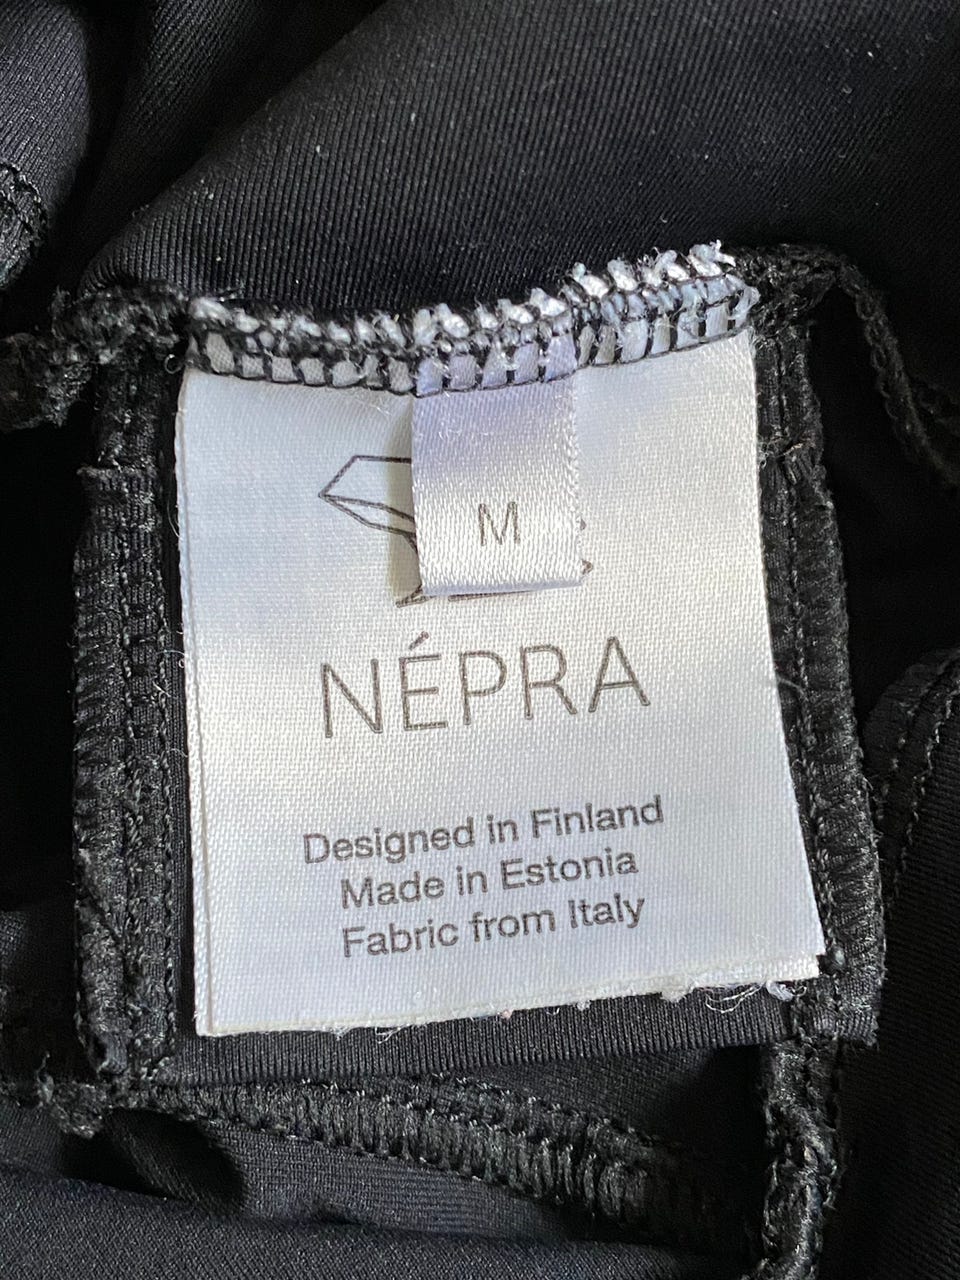 M
NÉPRA
Designed in Finland
Made in Estonia
Fabric from Italy